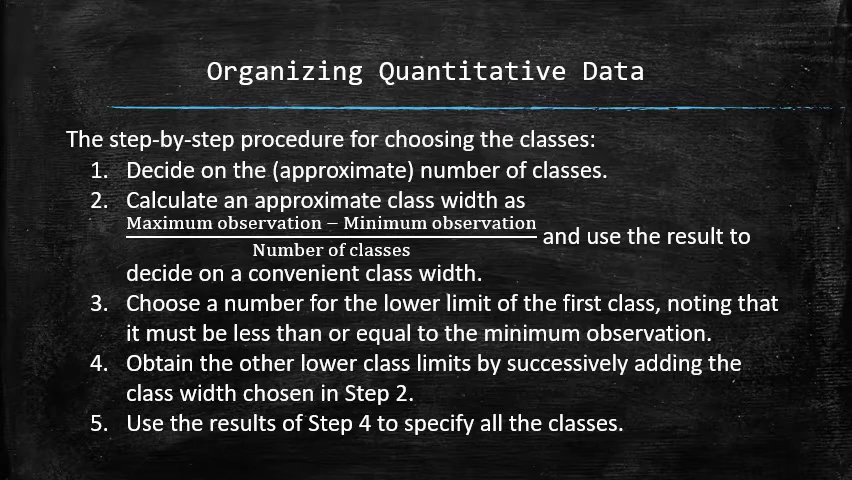 Organizing Quantitative Data
The step-by-step procedure for choosing the classes:
1. Decide on the (approximate) number of classes.
2. Calculate an approximate class width as
Maximum observation − Minimum observation
Number of classes
and use the result to
decide on a convenient class width.
3. Choose a number for the lower limit of the first class, noting that
it must be less than or equal to the minimum observation.
4. Obtain the other lower class limits by successively adding the
class width chosen in Step 2.
5. Use the results of Step 4 to specify all the classes.